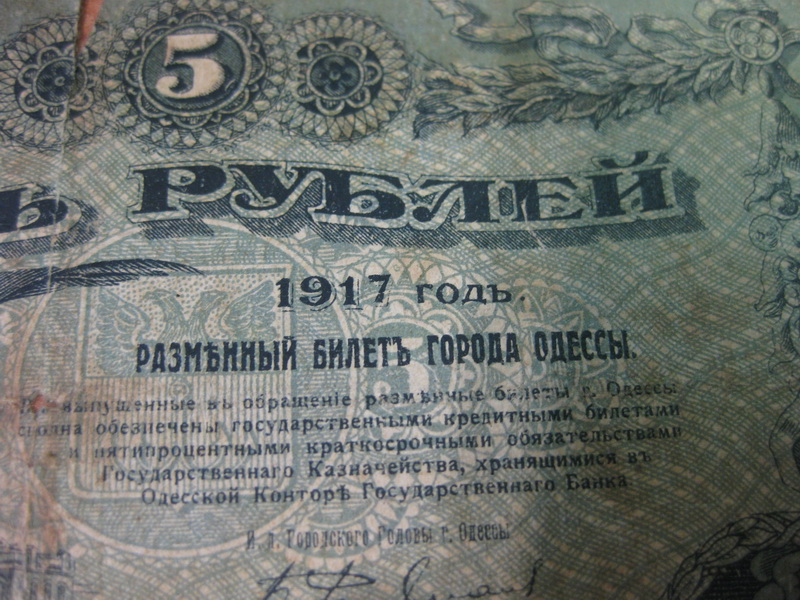 5
Ь РУБЛЕЙ
1917 годъ.
РАЗМѢННЫЙ БИЛЕТЪ ГОРОДА ОДЕССЫ.
выпущенные въ обращеніе размѣнные билеты г. Одессы
обезпечены государственными кредитными билетами
и пятипроцентными краткосрочными обязательствами
Государственнаго Казначейства, хранящимися въ
Одесской Конторѣ Государственнаго Банка.
И. д. Городского Головы г. Одессы
5